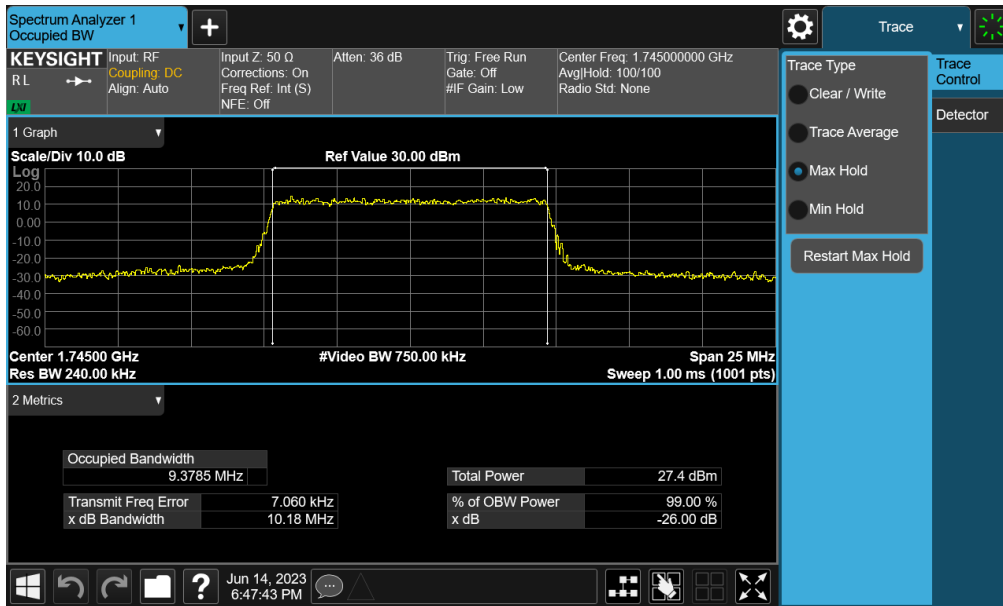 Spectrum Analyzer 1
Occupied BW
+
Trace
KEYSIGHT
R L
LXI
Input: RF
Coupling: DC
Align: Auto
Input Z: 50 Ω
Corrections: On
Freq Ref: Int (S)
NFE: Off
Atten: 36 dB
Trig: Free Run
Gate: Off
#IF Gain: Low
Center Freq: 1.745000000 GHz
Avg|Hold: 100/100
Radio Std: None
Trace Type
Clear / Write
Trace Average
Max Hold
Min Hold
Restart Max Hold
Trace
Control
Detector
1 Graph
Scale/Div 10.0 dB
Ref Value 30.00 dBm
Log
20.0
10.0
0.00
-10.0
-20.0
-30.0
-40.0
-50.0
-60.0
Center 1.74500 GHz
#Video BW 750.00 kHz
Span 25 MHz
Res BW 240.00 kHz
Sweep 1.00 ms (1001 pts)
2 Metrics
Occupied Bandwidth
9.3785 MHz
Total Power 27.4 dBm
Transmit Freq Error 7.060 kHz
% of OBW Power 99.00 %
x dB Bandwidth 10.18 MHz
x dB -26.00 dB
?
Jun 14, 2023
6:47:43 PM